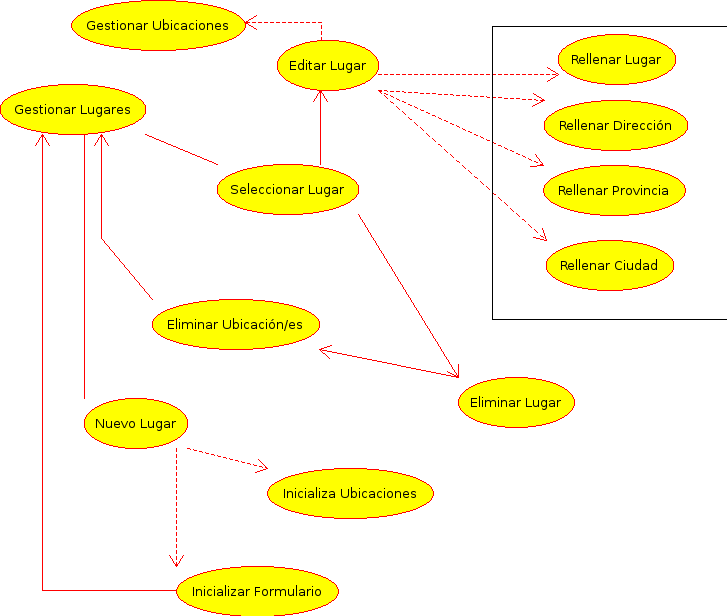 Gestionar Ubicaciones
Editar Lugar
Rellenar Lugar
Gestionar Lugares
Rellenar Dirección
Seleccionar Lugar
Rellenar Provincia
Rellenar Ciudad
Eliminar Ubicación/es
Eliminar Lugar
Nuevo Lugar
Inicializa Ubicaciones
Inicializar Formulario